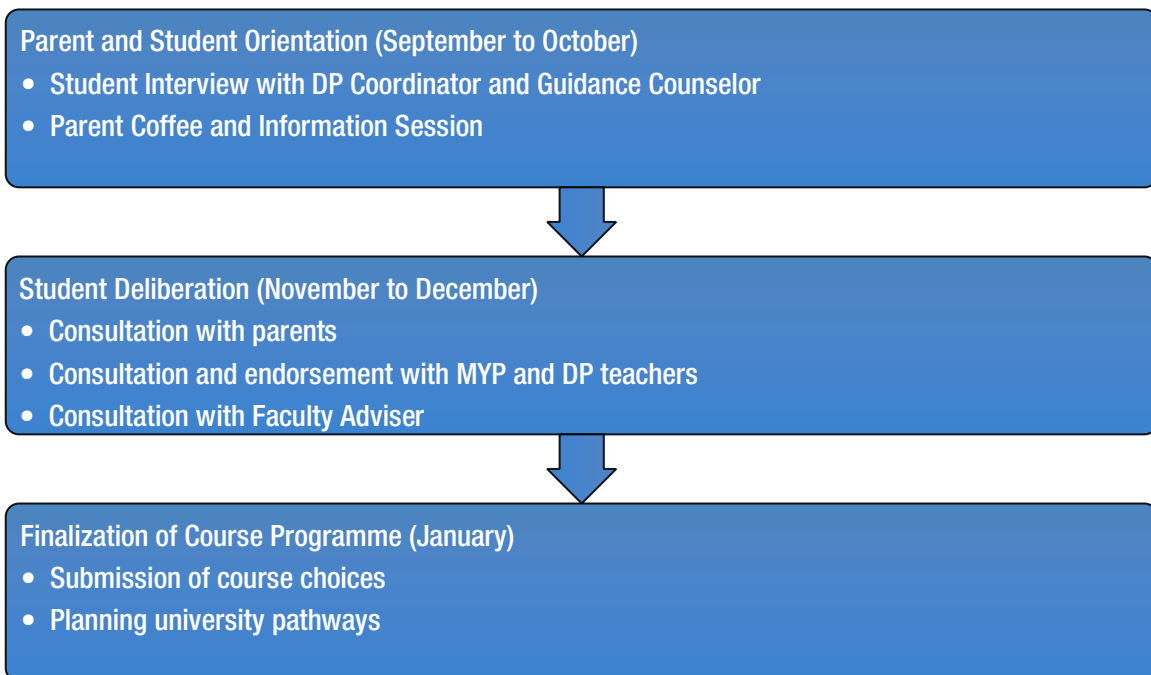 Parent and Student Orientation (September to October)
• Student Interview with DP Coordinator and Guidance Counselor
• Parent Coffee and Information Session
Student Deliberation (November to December)
• Consultation with parents
• Consultation and endorsement with MYP and DP teachers
• Consultation with Faculty Adviser
Finalization of Course Programme (January)
• Submission of course choices
• Planning university pathways